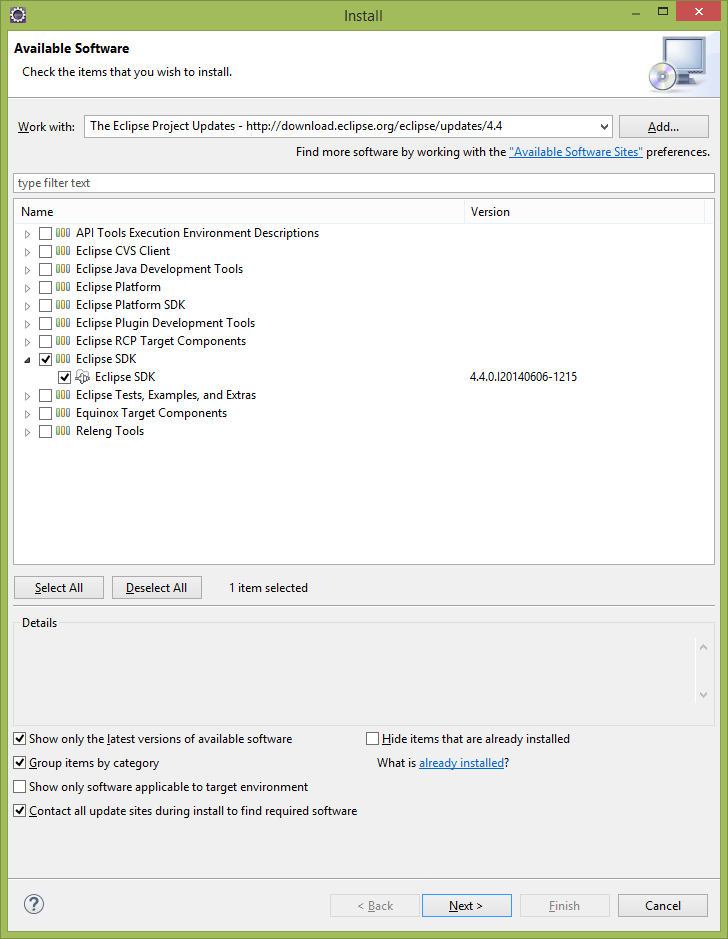 Install
Available Software
Check the items that you wish to install.
Work with: The Eclipse Project Updates - http://download.eclipse.org/eclipse/updates/4.4 Add...
Find more software by working with the "Available Software Sites" preferences.
type filter text
Name Version
API Tools Execution Environment Descriptions
Eclipse CVS Client
Eclipse Java Development Tools
Eclipse Platform
Eclipse Platform SDK
Eclipse Plugin Development Tools
Eclipse RCP Target Components
Eclipse SDK
Eclipse SDK 4.4.0.I20140606-1215
Eclipse Tests, Examples, and Extras
Equinox Target Components
Releng Tools
Select All Deselect All 1 item selected
Details
Show only the latest versions of available software Hide items that are already installed
Group items by category What is already installed?
Show only software applicable to target environment
Contact all update sites during install to find required software
? < Back Next > Finish Cancel